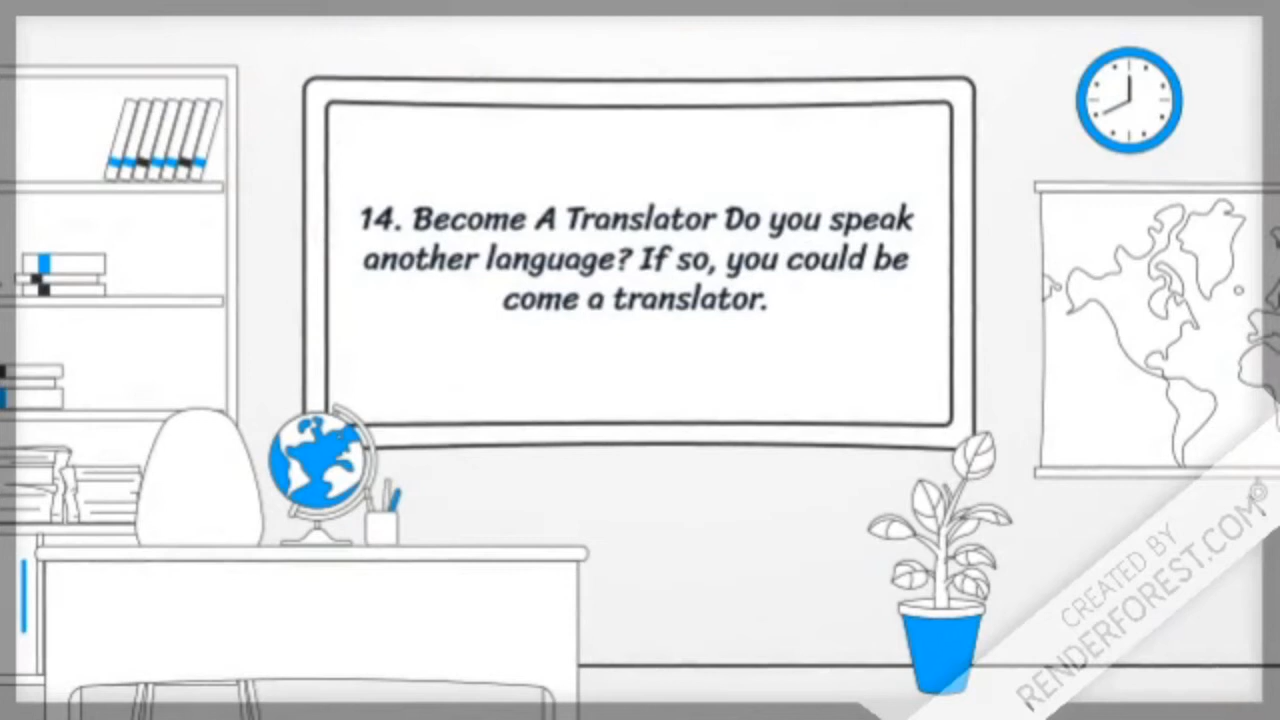 14. Become A Translator Do you speak
another language? If so, you could be
come a translator.
CREATED BY
RENDERFOREST.COM